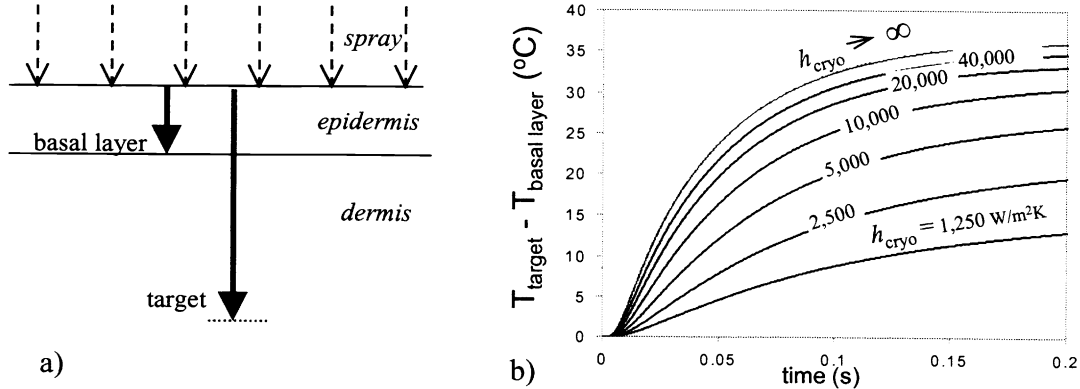 spray
epidermis
basal layer
dermis
target
a)
T_target - T_basal layer (°C)
40
35
30
25
20
15
10
5
0
h_cryo → ∞
40,000
20,000
10,000
5,000
2,500
h_cryo = 1,250 W/m²K
0
0.05
0.1
0.15
0.2
time (s)
b)